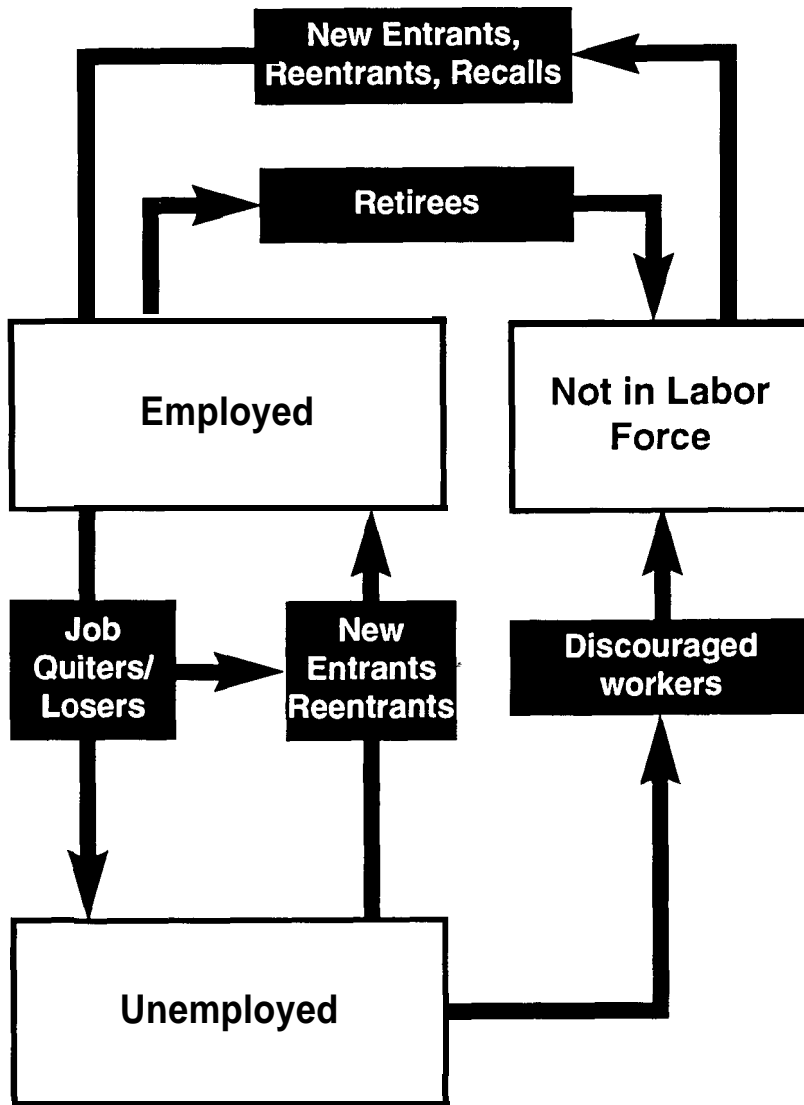 New Entrants,
Reentrants, Recalls
Retirees
Employed
Not in Labor
Force
Job
Quiters/
Losers
New
Entrants
Reentrants
Discouraged
workers
Unemployed